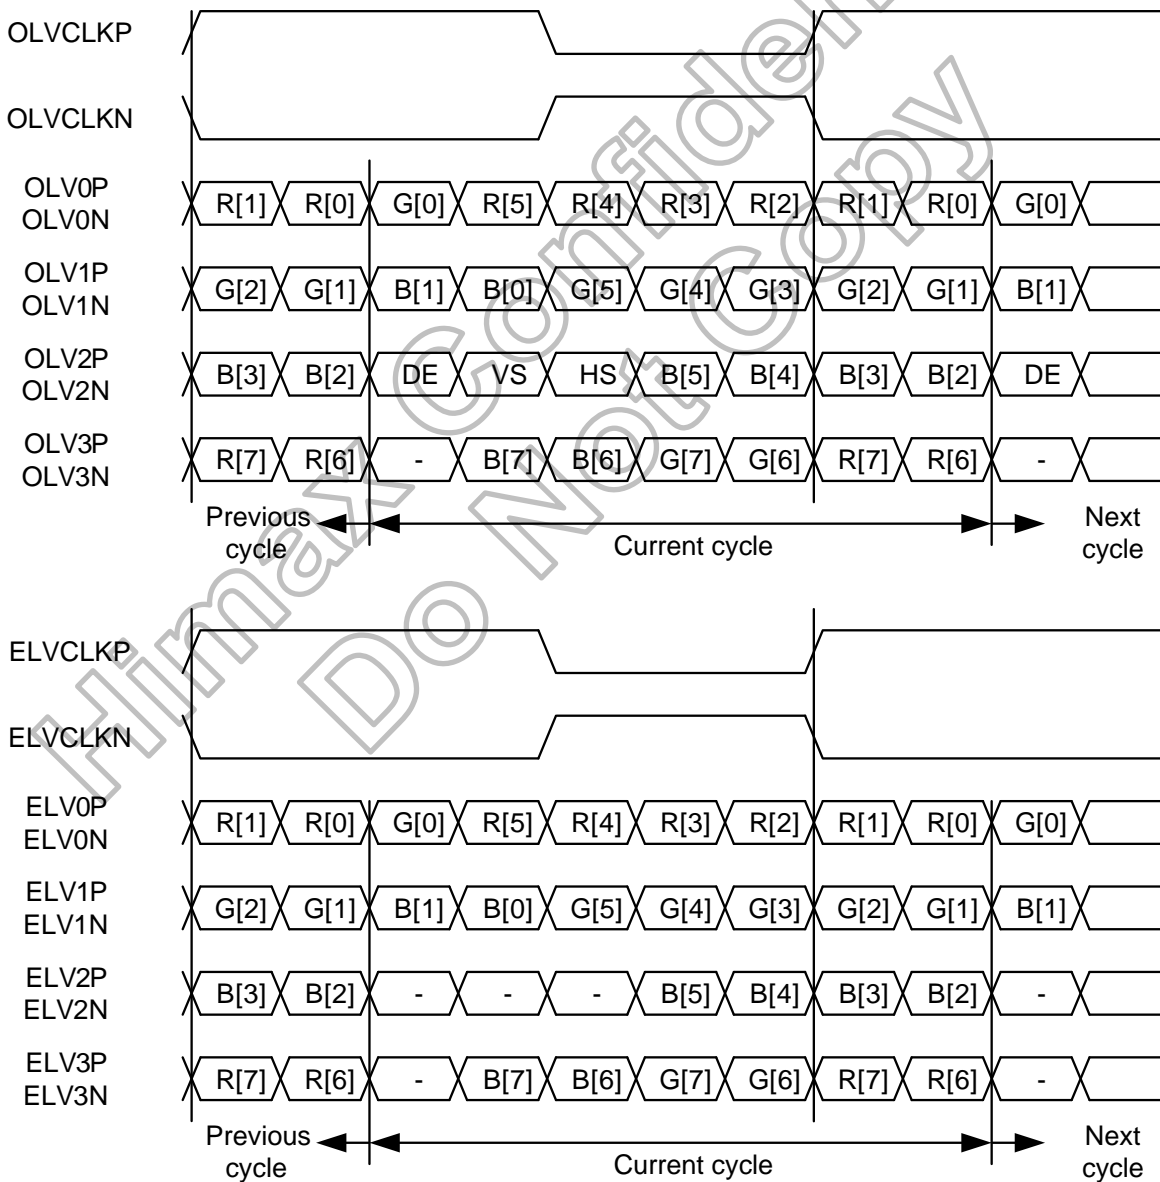 OLVCLKP
OLVCLKN
OLV0P
OLV0N
R[1] R[0] G[0] R[5] R[4] R[3] R[2] R[1] R[0] G[0]
OLV1P
OLV1N
G[2] G[1] B[1] B[0] G[5] G[4] G[3] G[2] G[1] B[1]
OLV2P
OLV2N
B[3] B[2] DE VS HS B[5] B[4] B[3] B[2] DE
OLV3P
OLV3N
R[7] R[6] - B[7] B[6] G[7] G[6] R[7] R[6] -
Previous
cycle
Current cycle
Next
cycle
ELVCLKP
ELVCLKN
ELV0P
ELV0N
R[1] R[0] G[0] R[5] R[4] R[3] R[2] R[1] R[0] G[0]
ELV1P
ELV1N
G[2] G[1] B[1] B[0] G[5] G[4] G[3] G[2] G[1] B[1]
ELV2P
ELV2N
B[3] B[2] - - - B[5] B[4] B[3] B[2] -
ELV3P
ELV3N
R[7] R[6] - B[7] B[6] G[7] G[6] R[7] R[6] -
Previous
cycle
Current cycle
Next
cycle
Himax
Do Not Copy